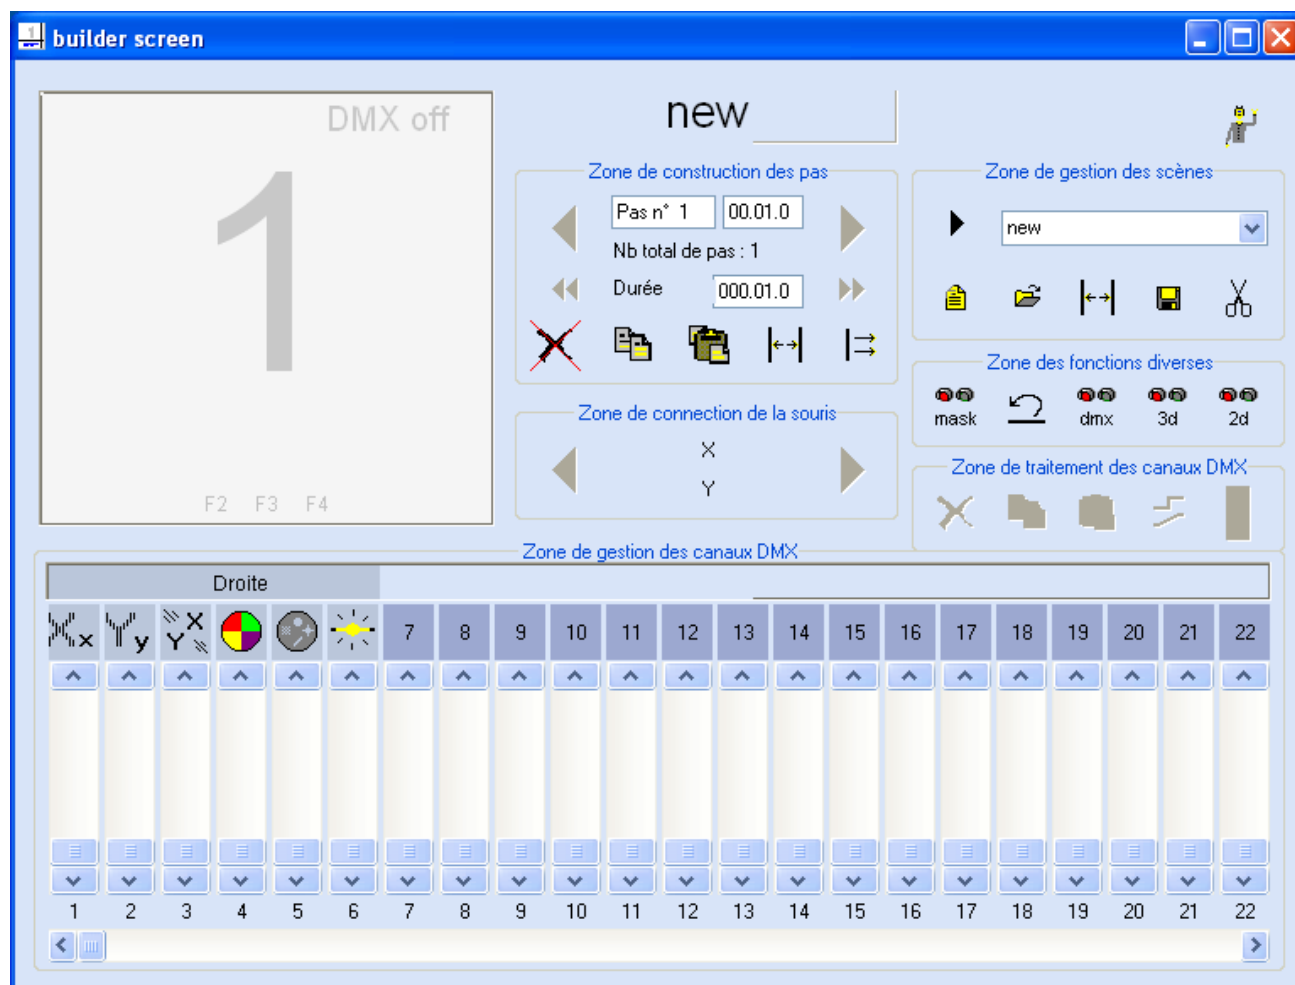 builder screen
DMX off
1
F2 F3 F4
new
Zone de construction des pas
Pas n° 1 00.01.0
Nb total de pas : 1
Durée 000.01.0
Zone de connection de la souris
X
Y
Zone de gestion des scènes
new
Zone des fonctions diverses
mask dmx 3d 2d
Zone de traitement des canaux DMX
Zone de gestion des canaux DMX
Droite
x y X Y 7 8 9 10 11 12 13 14 15 16 17 18 19 20 21 22
1 2 3 4 5 6 7 8 9 10 11 12 13 14 15 16 17 18 19 20 21 22